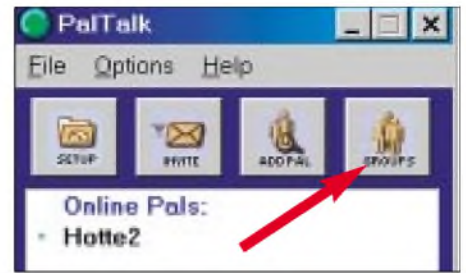 PalTalk
File Options Help
SETUP INVITE ADD PAL GROUPS
Online Pals:
Hotte2